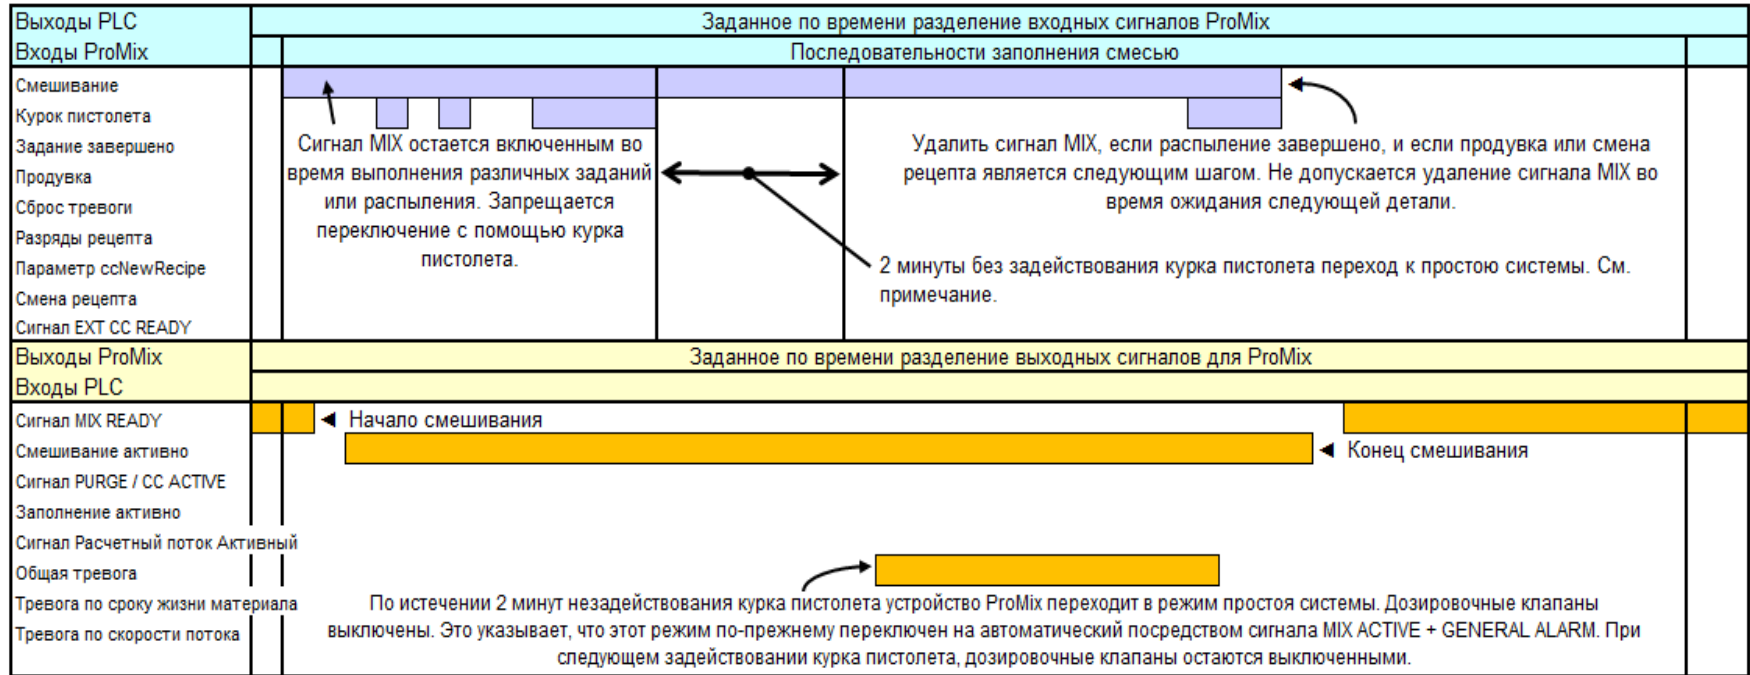 Выходы PLC
Заданное по времени разделение входных сигналов ProMix
Входы ProMix
Последовательности заполнения смесью
Смешивание
Курок пистолета
Задание завершено
Продувка
Сброс тревоги
Разряды рецепта
Параметр ccNewRecipe
Смена рецепта
Сигнал EXT CC READY
Сигнал MIX остается включенным во
время выполнения различных заданий
или распыления. Запрещается
переключение с помощью курка
пистолета.
Удалить сигнал MIX, если распыление завершено, и если продувка или смена
рецепта является следующим шагом. Не допускается удаление сигнала MIX во
время ожидания следующей детали.
2 минуты без задействования курка пистолета переход к простою системы. См.
примечание.
Выходы ProMix
Заданное по времени разделение выходных сигналов для ProMix
Входы PLC
Сигнал MIX READY
Начало смешивания
Смешивание активно
Конец смешивания
Сигнал PURGE / CC ACTIVE
Заполнение активно
Сигнал Расчетный поток Активный
Общая тревога
Тревога по сроку жизни материала
Тревога по скорости потока
По истечении 2 минут незадействования курка пистолета устройство ProMix переходит в режим простоя системы. Дозировочные клапаны
выключены. Это указывает, что этот режим по-прежнему переключен на автоматический посредством сигнала MIX ACTIVE + GENERAL ALARM. При
следующем задействовании курка пистолета, дозировочные клапаны остаются выключенными.